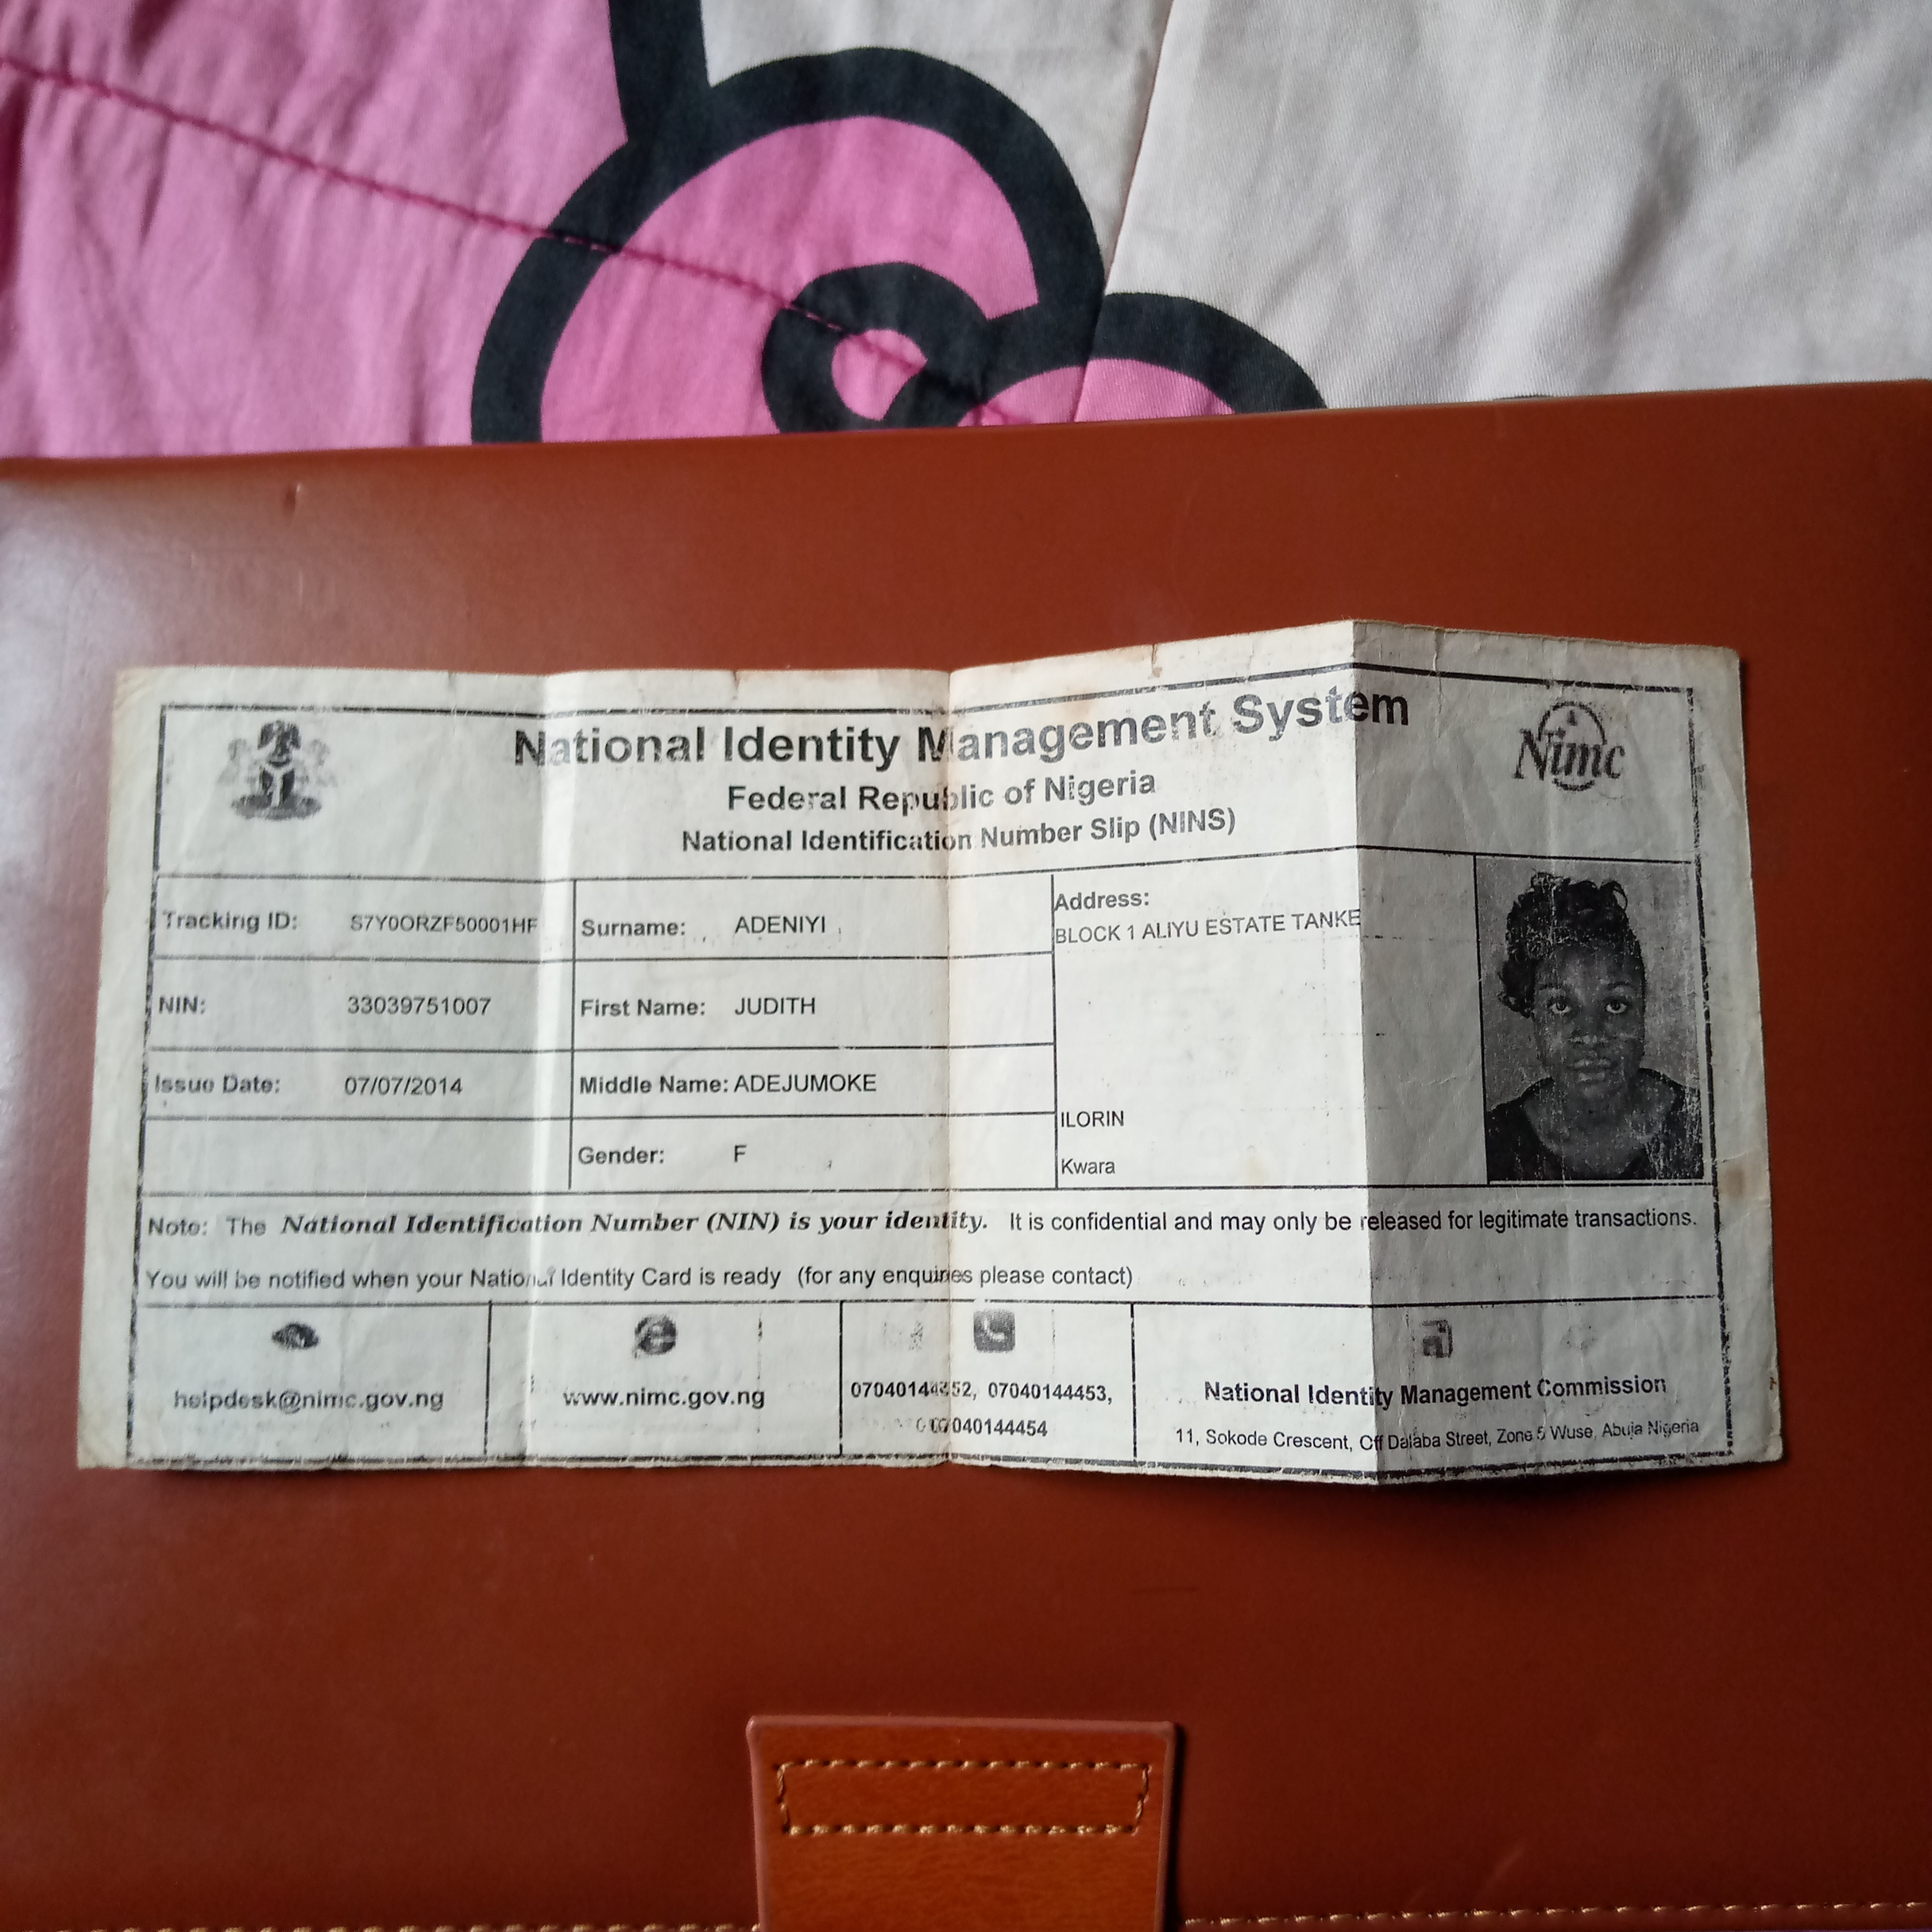 National Identity Management System
Federal Republic of Nigeria
National Identification Number Slip (NINS)
Nimc
Tracking ID: S7Y0ORZF50001HF
Surname: ADENIYI
Address:
BLOCK 1 ALIYU ESTATE TANKE
NIN: 33039751007
First Name: JUDITH
Issue Date: 07/07/2014
Middle Name: ADEJUMOKE
Gender: F
ILORIN
Kwara
Note: The National Identification Number (NIN) is your identity. It is confidential and may only be released for legitimate transactions.
You will be notified when your National Identity Card is ready (for any enquiries please contact)
helpdesk@nimc.gov.ng
www.nimc.gov.ng
07040144453,
07040144454
National Identity Management Commission
11, Sokode Crescent, Off Dalaba Street, Zone 5 Wuse, Abuja Nigeria